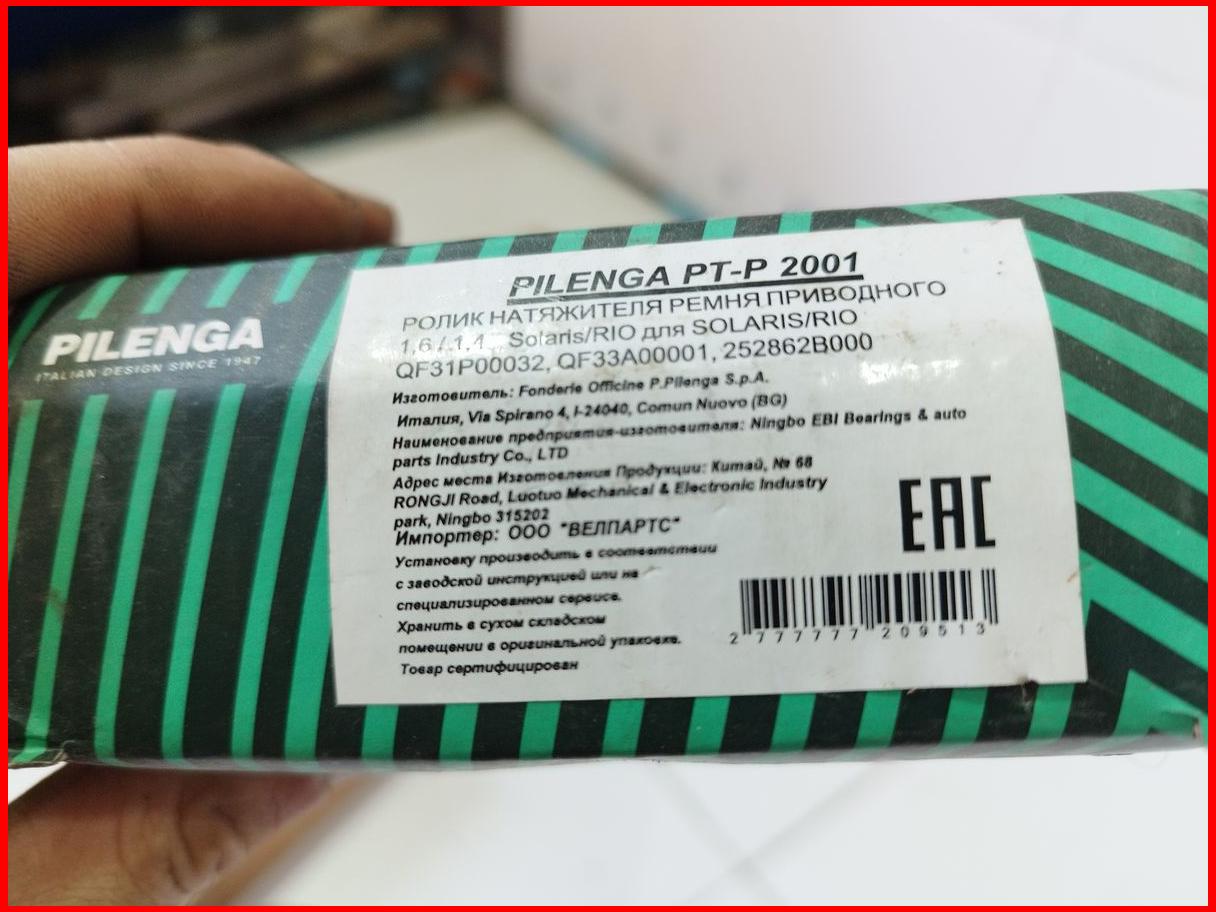 PILENGA
ITALIAN DESIGN SINCE 1947
PILENGA PT-P 2001
РОЛИК НАТЯЖИТЕЛЯ РЕМНЯ ПРИВОДНОГО
1,6 / 1,4 , Solaris/RIO для SOLARIS/RIO
QF31P00032, QF33A00001, 252862B000
Изготовитель: Fonderie Officine P.Pilenga S.p.A.
Италия, Via Spirano 4, I-24040, Comun Nuovo (BG)
Наименование предприятия-изготовителя: Ningbo EBI Bearings & auto
parts Industry Co., LTD
Адрес места Изготовления Продукции: Китай, № 68
RONGJI Road, Luotuo Mechanical & Electronic Industry
park, Ningbo 315202
Импортер: ООО "ВЕЛПАРТС"
Установку производить в соответствии
с заводской инструкцией или на
специализированном сервисе.
Хранить в сухом складском
помещении в оригинальной упаковке.
Товар сертифицирован
EAC
2 777777 209513